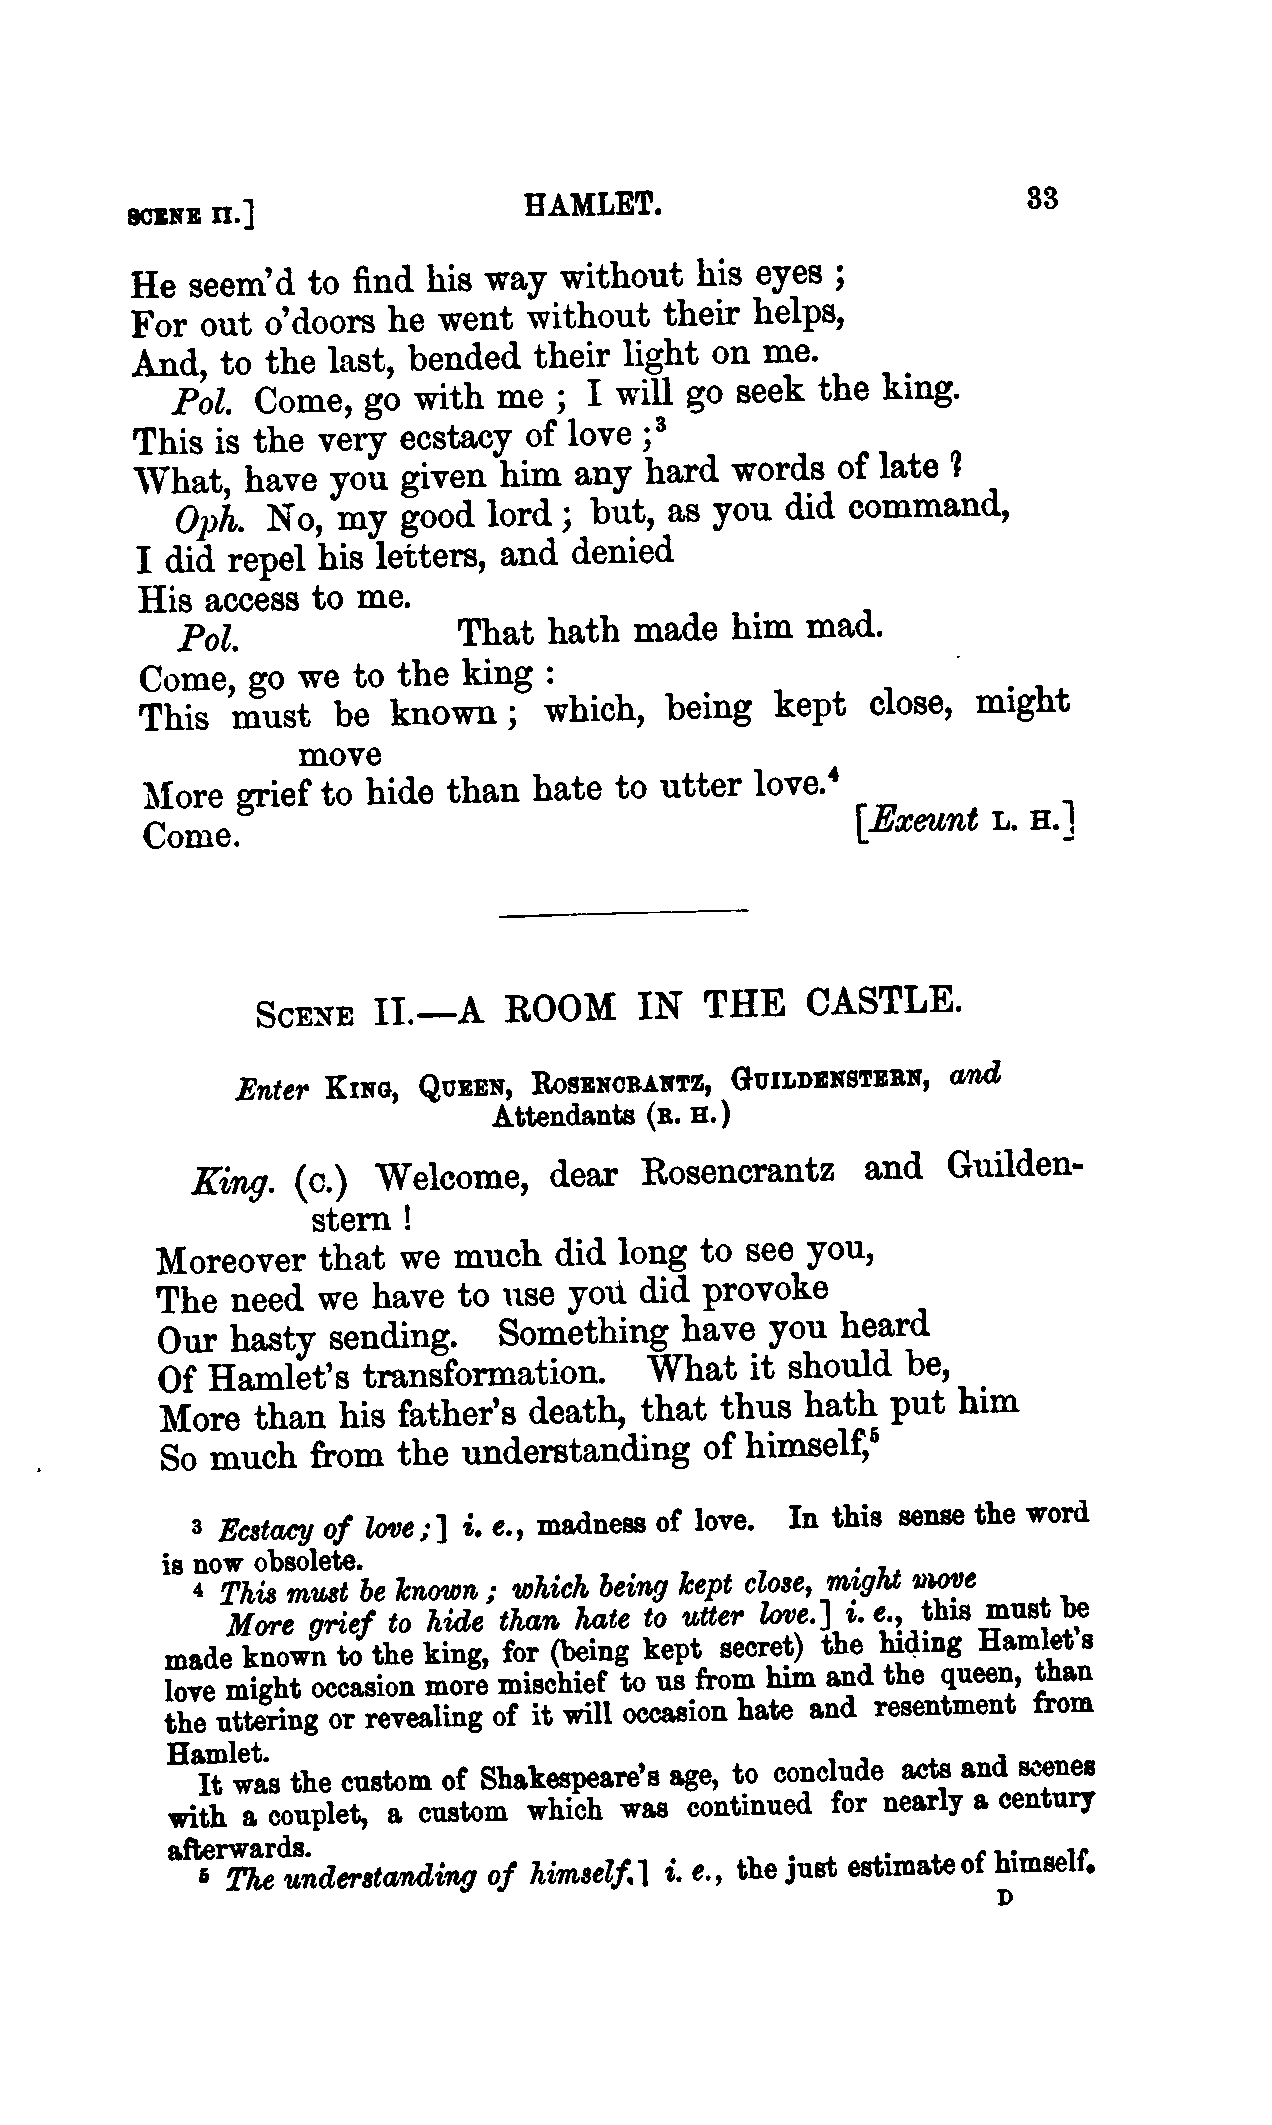 SCENE II.] HAMLET. 33
He seem'd to find his way without his eyes ;
For out o'doors he went without their helps,
And, to the last, bended their light on me.
Pol. Come, go with me ; I will go seek the king.
This is the very ecstacy of love ;³
What, have you given him any hard words of late ?
Oph. No, my good lord ; but, as you did command,
I did repel his letters, and denied
His access to me.
Pol. That hath made him mad.
Come, go we to the king :
This must be known ; which, being kept close, might
move
More grief to hide than hate to utter love.⁴
Come. [Exeunt L. H.]
SCENE II.—A ROOM IN THE CASTLE.
Enter KING, QUEEN, ROSENCRANTZ, GUILDENSTERN, and
Attendants (R. H.)
King. (C.) Welcome, dear Rosencrantz and Guilden-
stern !
Moreover that we much did long to see you,
The need we have to use you did provoke
Our hasty sending. Something have you heard
Of Hamlet's transformation. What it should be,
More than his father's death, that thus hath put him
So much from the understanding of himself,⁵
³ Ecstacy of love ;] i. e., madness of love. In this sense the word
is now obsolete.
⁴ This must be known ; which being kept close, might move
More grief to hide than hate to utter love.] i. e., this must be
made known to the king, for (being kept secret) the hiding Hamlet's
love might occasion more mischief to us from him and the queen, than
the uttering or revealing of it will occasion hate and resentment from
Hamlet.
It was the custom of Shakespeare's age, to conclude acts and scenes
with a couplet, a custom which was continued for nearly a century
afterwards.
⁵ The understanding of himself.] i. e., the just estimate of himself.
D